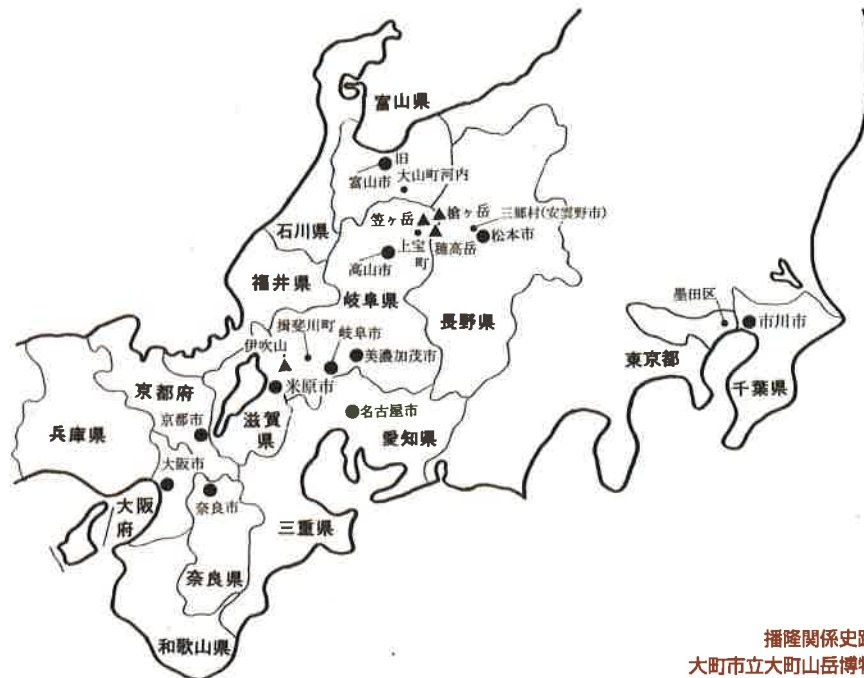 富山県
旧
富山市
大山町河内
石川県
笠ヶ岳
槍ヶ岳
三郷村(安雲野市)
松本市
上宝町
穂高岳
高山市
福井県
岐阜県
長野県
墨田区
市川市
東京都
千葉県
揖斐川町
伊吹山
岐阜市
美濃加茂市
米原市
京都府
京都市
滋賀県
名古屋市
愛知県
兵庫県
大阪市
大阪府
奈良市
三重県
奈良県
和歌山県
播隆関係史
大町市立大町山岳博